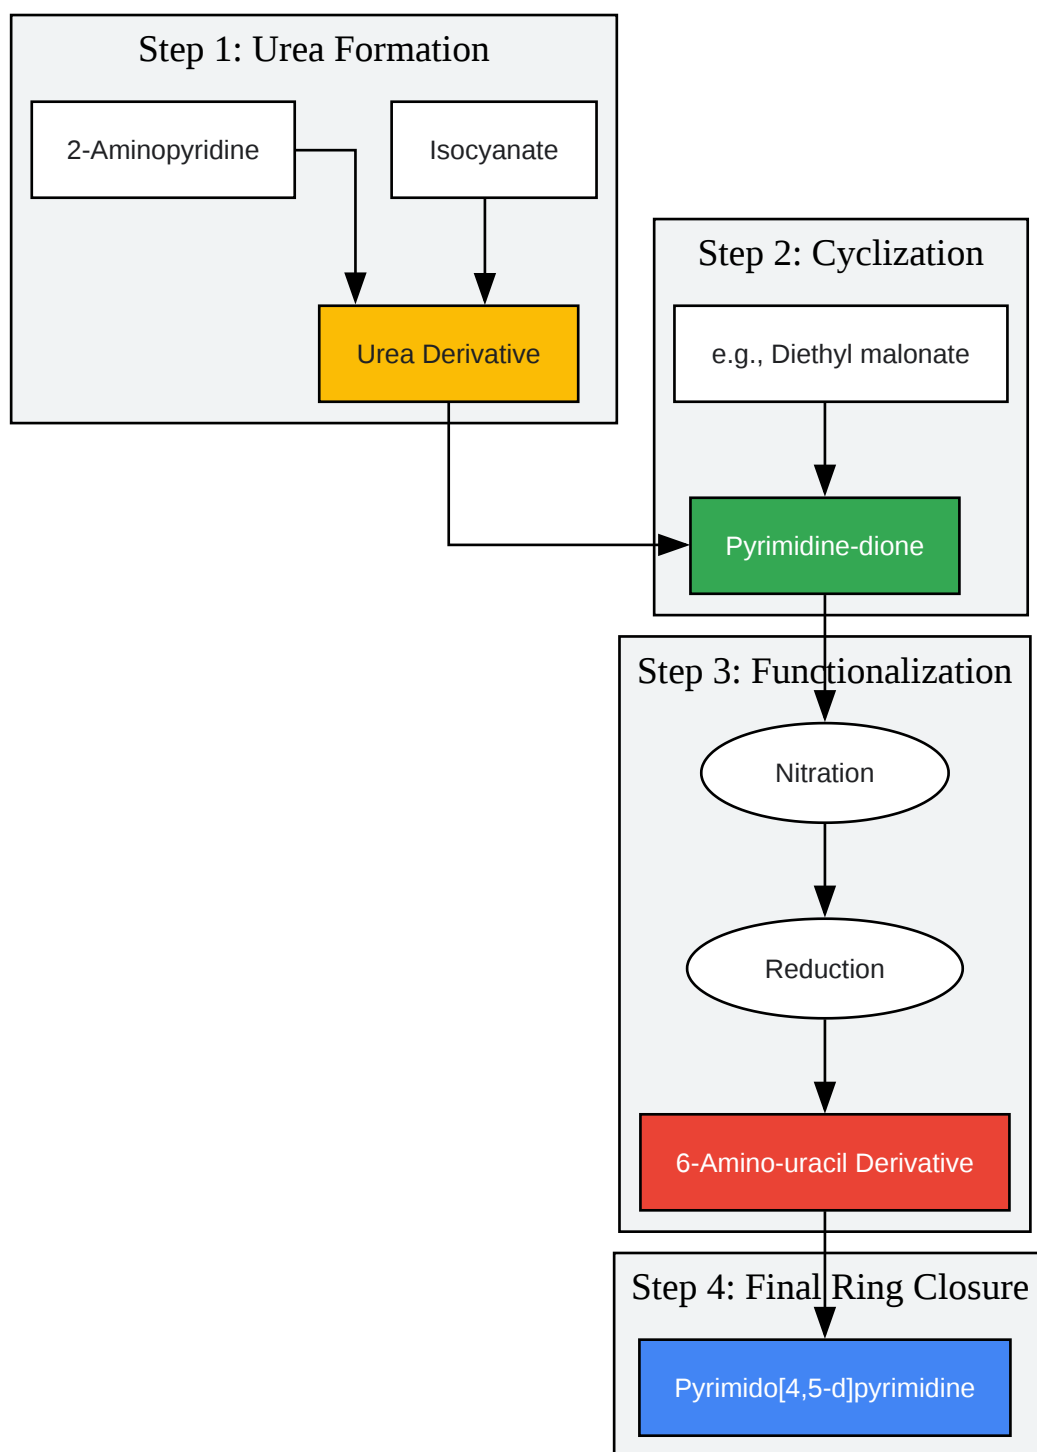 Step 1: Urea Formation
2-Aminopyridine
Isocyanate
Urea Derivative
Step 2: Cyclization
e.g., Diethyl malonate
Pyrimidine-dione
Step 3: Functionalization
Nitration
Reduction
6-Amino-uracil Derivative
Step 4: Final Ring Closure
Pyrimido[4,5-d]pyrimidine